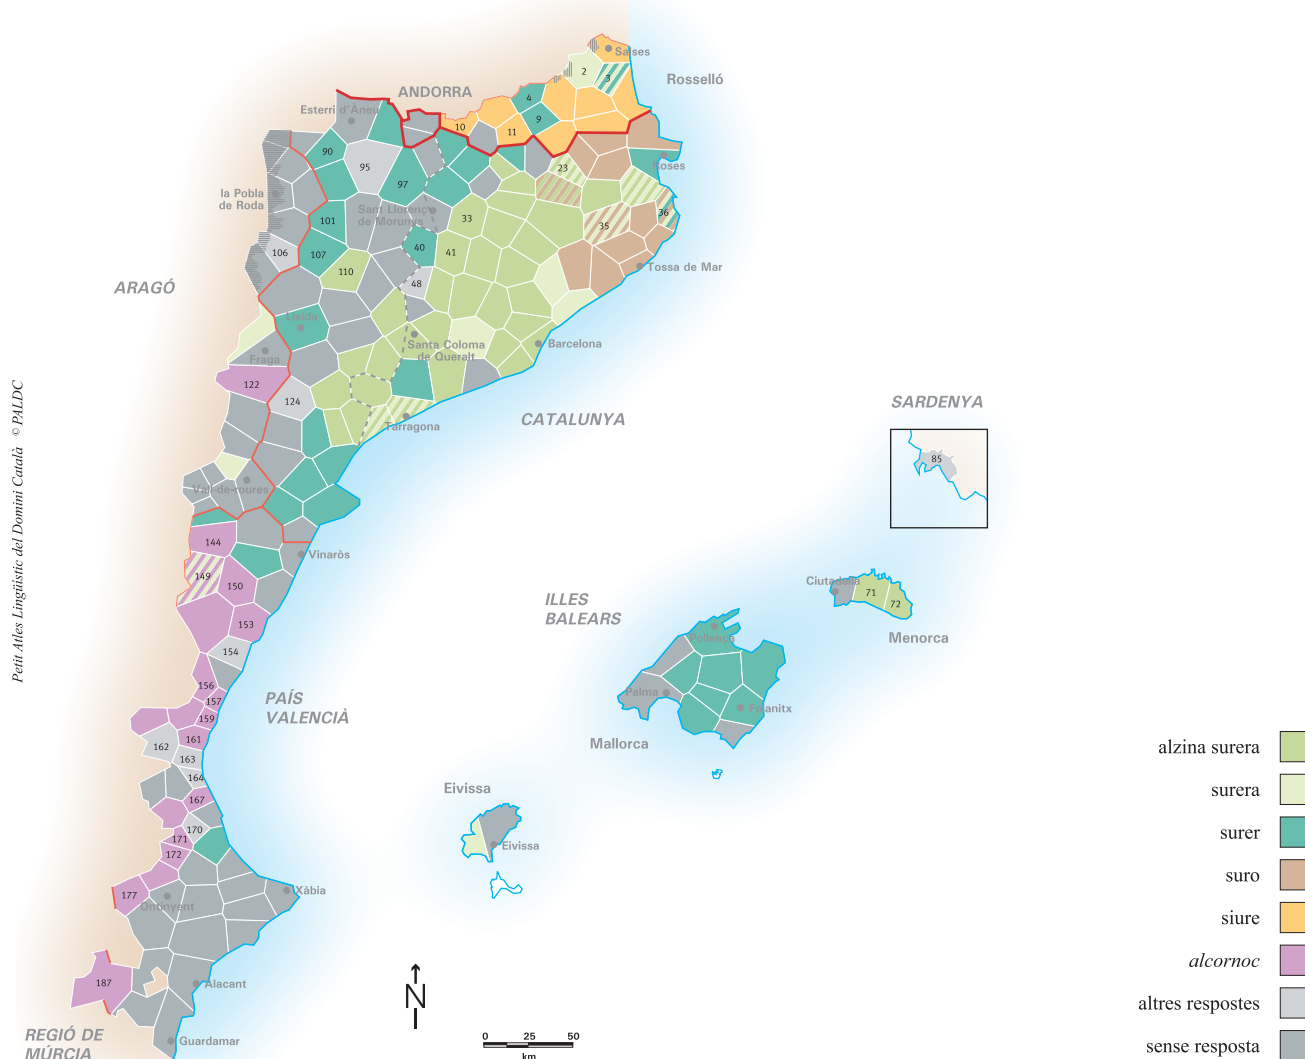 Salses
2
3
Rosselló
ANDORRA
4
Esterri d'Àneu
9
10
11
90
95
23
Roses
97
la Pobla
de Roda
Sant Llorenç
de Morunys
101
33
35
36
106
107
40
41
110
48
Tossa de Mar
ARAGÓ
Lleida
Santa Coloma
de Queralt
Barcelona
Fraga
122
124
CATALUNYA
SARDENYA
Tarragona
85
Vall-de-roures
144
Vinaròs
149
150
Ciutadella
71
72
ILLES
BALEARS
153
Pollença
Menorca
154
156
157
159
PAÍS
VALENCIÀ
Palma
Felanitx
161
162
163
Mallorca
164
167
Eivissa
170
171
172
Eivissa
177
Ontinyent
Xàbia
187
Alacant
N
REGIÓ DE
MÚRCIA
Guardamar
0 25 50
km
Petit Atles Lingüístic del Domini Català © PALDC
alzina surera
surera
surer
suro
siure
alcornoc
altres respostes
sense resposta